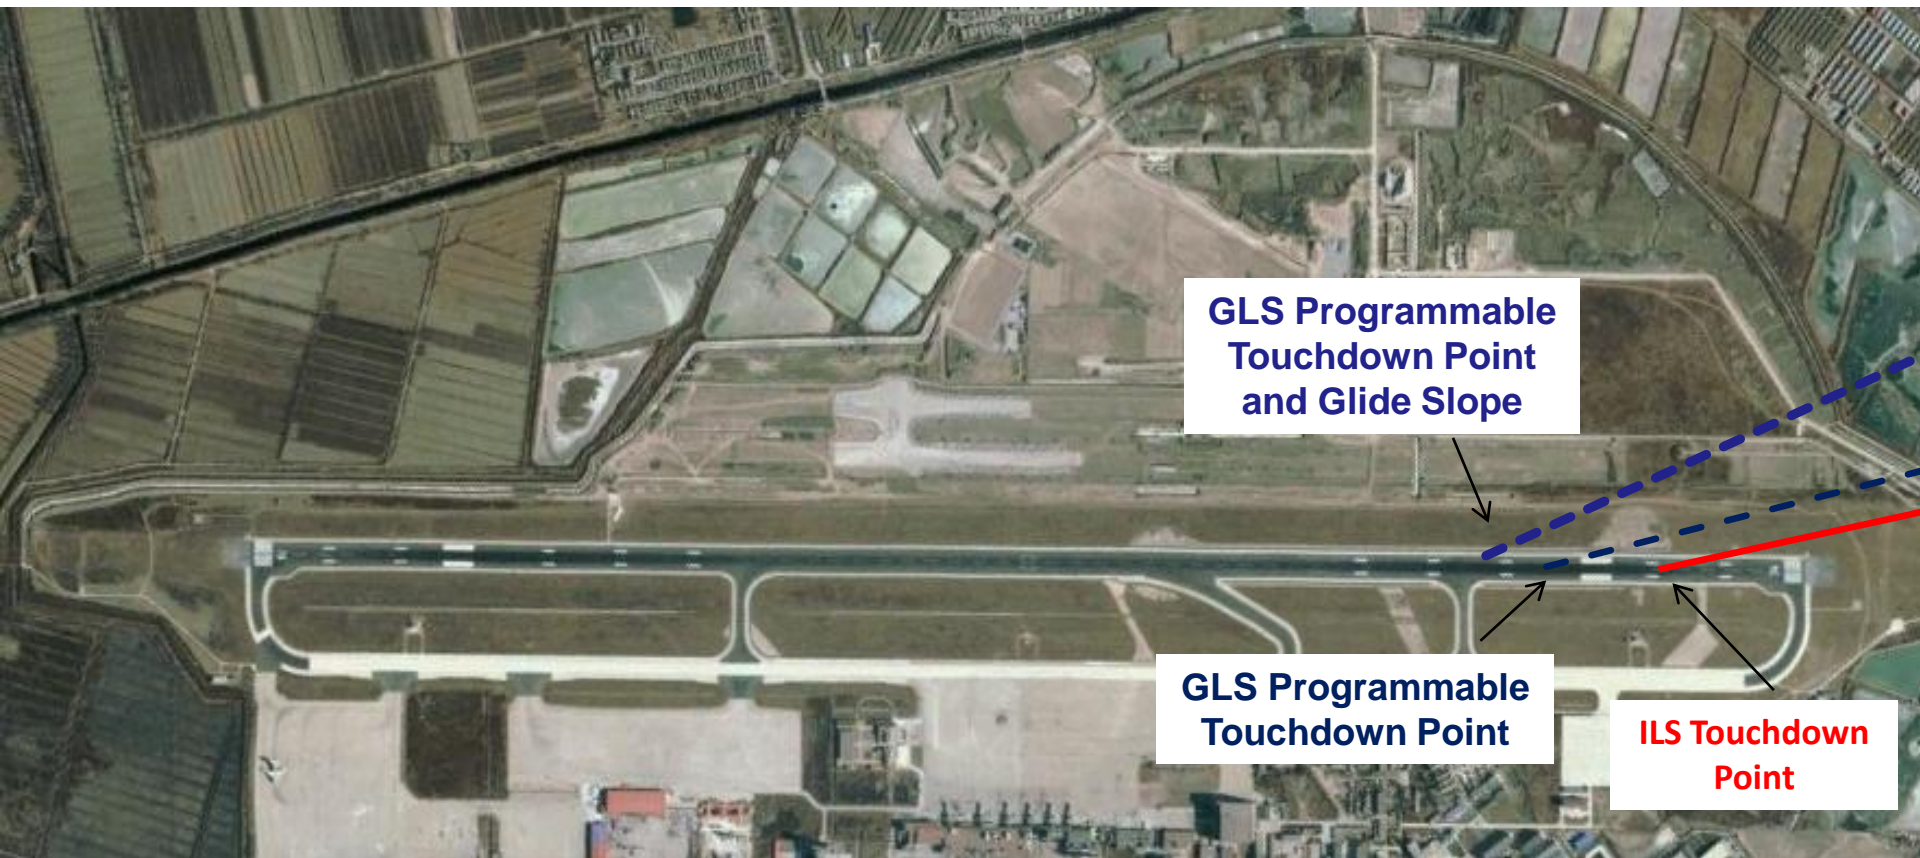 GLS Programmable
Touchdown Point
and Glide Slope
GLS Programmable
Touchdown Point
ILS Touchdown
Point